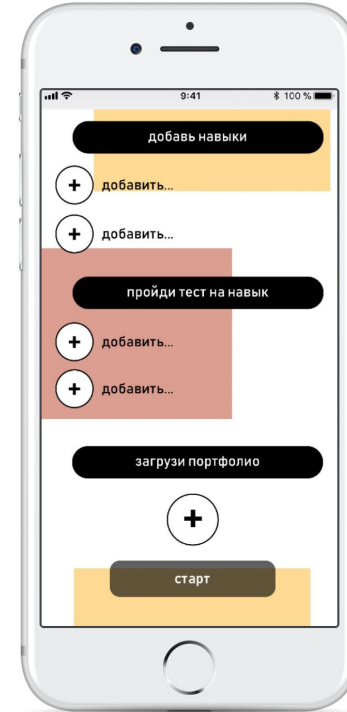 9:41 100 %
добавь навыки
+ добавить...
+ добавить...
пройди тест на навык
+ добавить...
+ добавить...
загрузи портфолио
+
старт